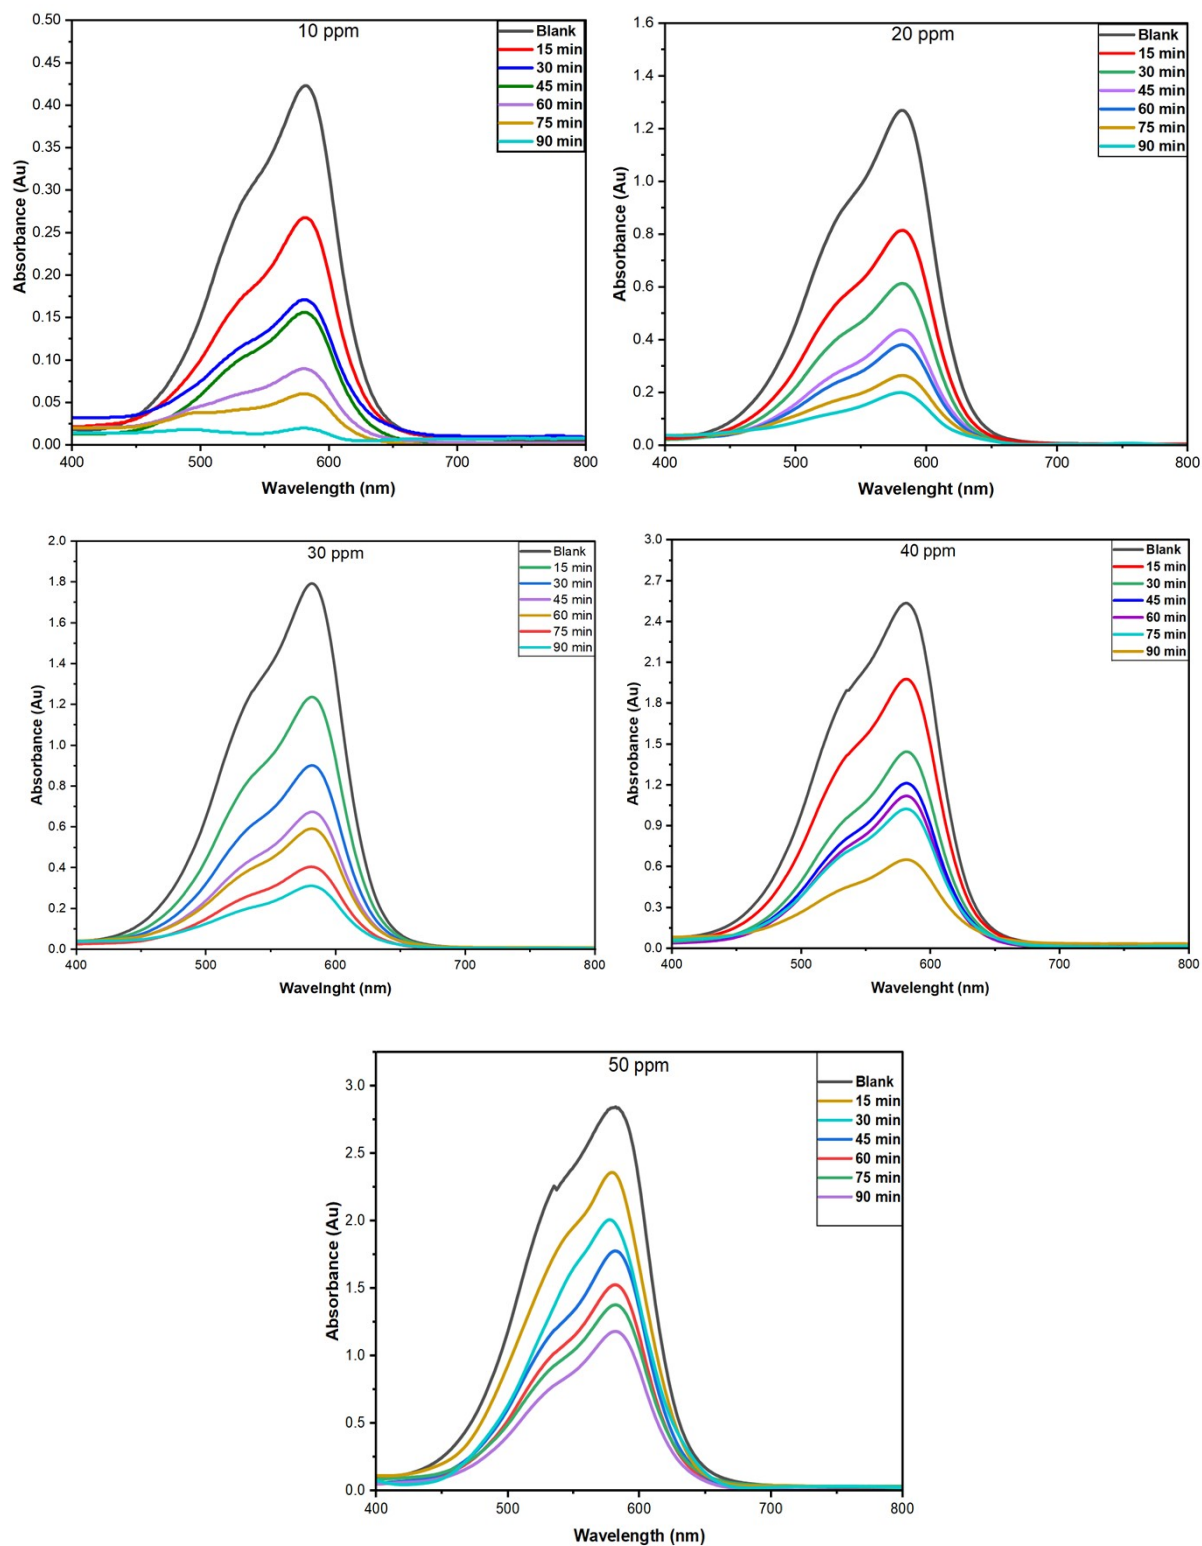 10 ppm
Blank
15 min
30 min
45 min
60 min
75 min
90 min
0.50
0.45
0.40
0.35
0.30
0.25
0.20
0.15
0.10
0.05
0.00
Absorbance (Au)
400 500 600 700 800
Wavelength (nm)
20 ppm
Blank
15 min
30 min
45 min
60 min
75 min
90 min
1.6
1.4
1.2
1.0
0.8
0.6
0.4
0.2
0.0
Absorbance (Au)
400 500 600 700 800
Wavelenght (nm)
30 ppm
Blank
15 min
30 min
45 min
60 min
75 min
90 min
2.0
1.8
1.6
1.4
1.2
1.0
0.8
0.6
0.4
0.2
0.0
Absorbance (Au)
400 500 600 700 800
Wavelnght (nm)
40 ppm
Blank
15 min
30 min
45 min
60 min
75 min
90 min
3.0
2.7
2.4
2.1
1.8
1.5
1.2
0.9
0.6
0.3
0.0
Absrobance (Au)
400 500 600 700 800
Wavelenght (nm)
50 ppm
Blank
15 min
30 min
45 min
60 min
75 min
90 min
3.0
2.5
2.0
1.5
1.0
0.5
0.0
Absorbance (Au)
400 500 600 700 800
Wavelength (nm)